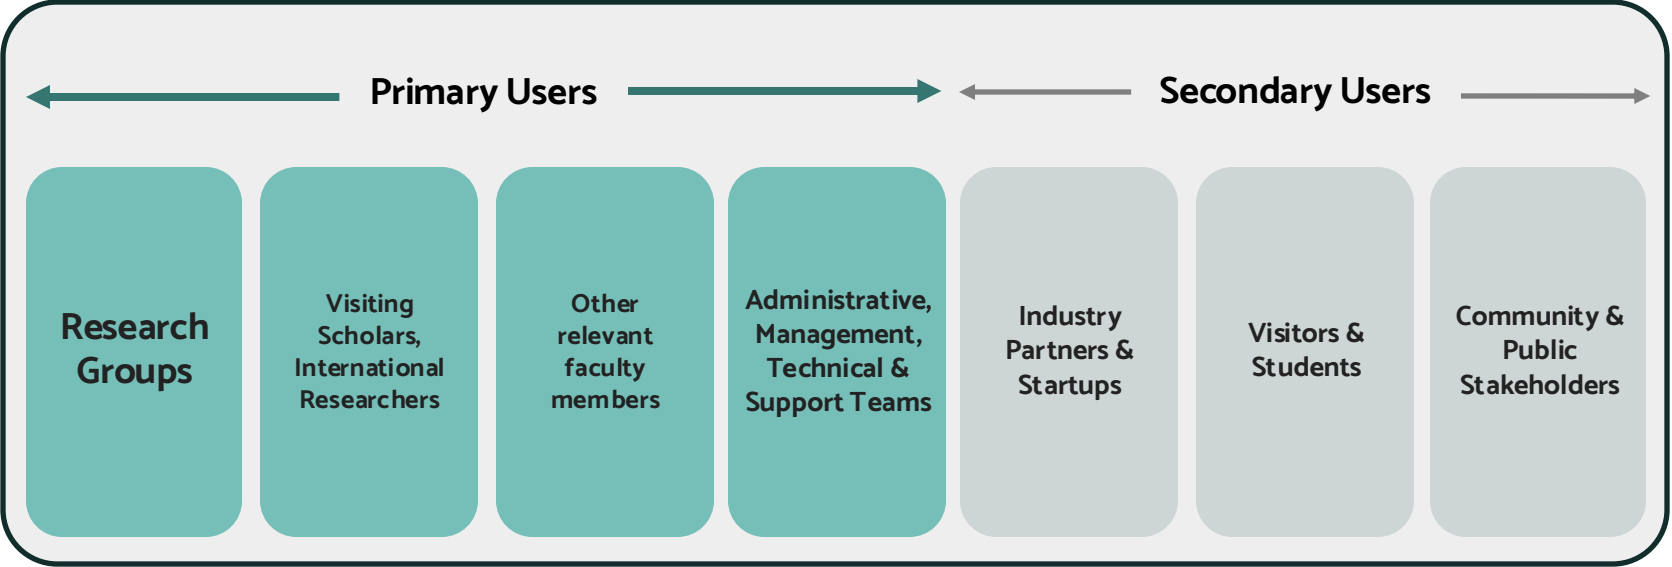 Primary Users
Secondary Users
Research
Groups
Visiting
Scholars,
International
Researchers
Other
relevant
faculty
members
Administrative,
Management,
Technical &
Support Teams
Industry
Partners &
Startups
Visitors &
Students
Community &
Public
Stakeholders